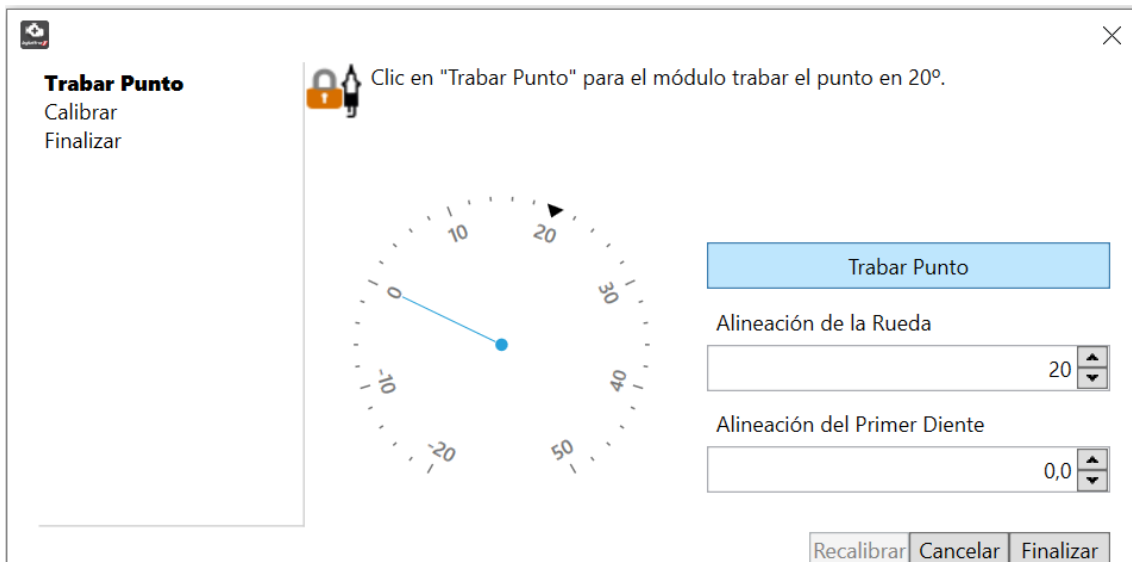 Trabar Punto
Calibrar
Finalizar
Clic en "Trabar Punto" para el módulo trabar el punto en 20º.
10
20
0
30
-10
40
-20
50
Trabar Punto
Alineación de la Rueda
20
Alineación del Primer Diente
0,0
Recalibrar
Cancelar
Finalizar